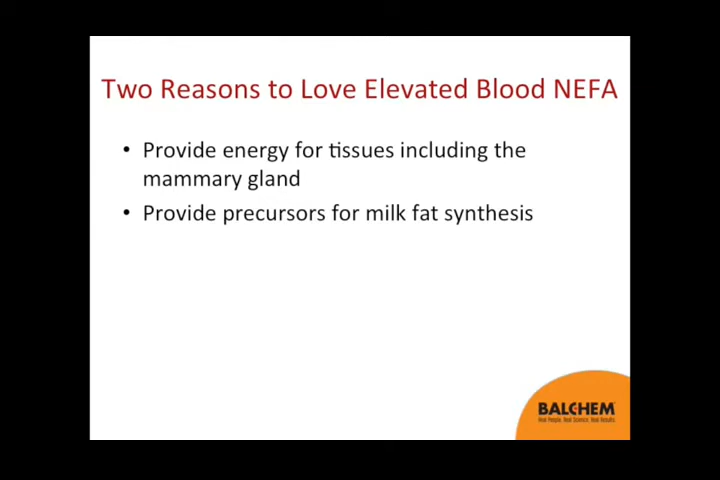 Two Reasons to Love Elevated Blood NEFA
• Provide energy for tissues including the
mammary gland
• Provide precursors for milk fat synthesis
BALCHEM
Real People. Real Science. Real Results.